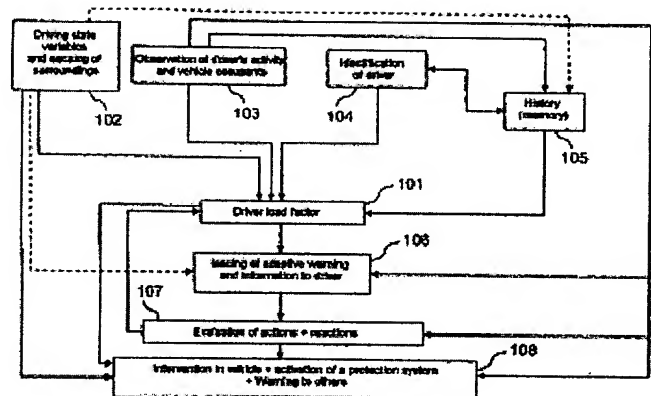 Driving state
variables
and sensing of
surroundings
102
Observation of driver's activity
and vehicle occupants
103
Identification
of driver
104
History
(memory)
105
101
Driver load factor
106
Issuing of adaptive warning
and information to driver
107
Evaluation of actions + reactions
108
Intervention in vehicle + activation of a protection system
+ Warning to others